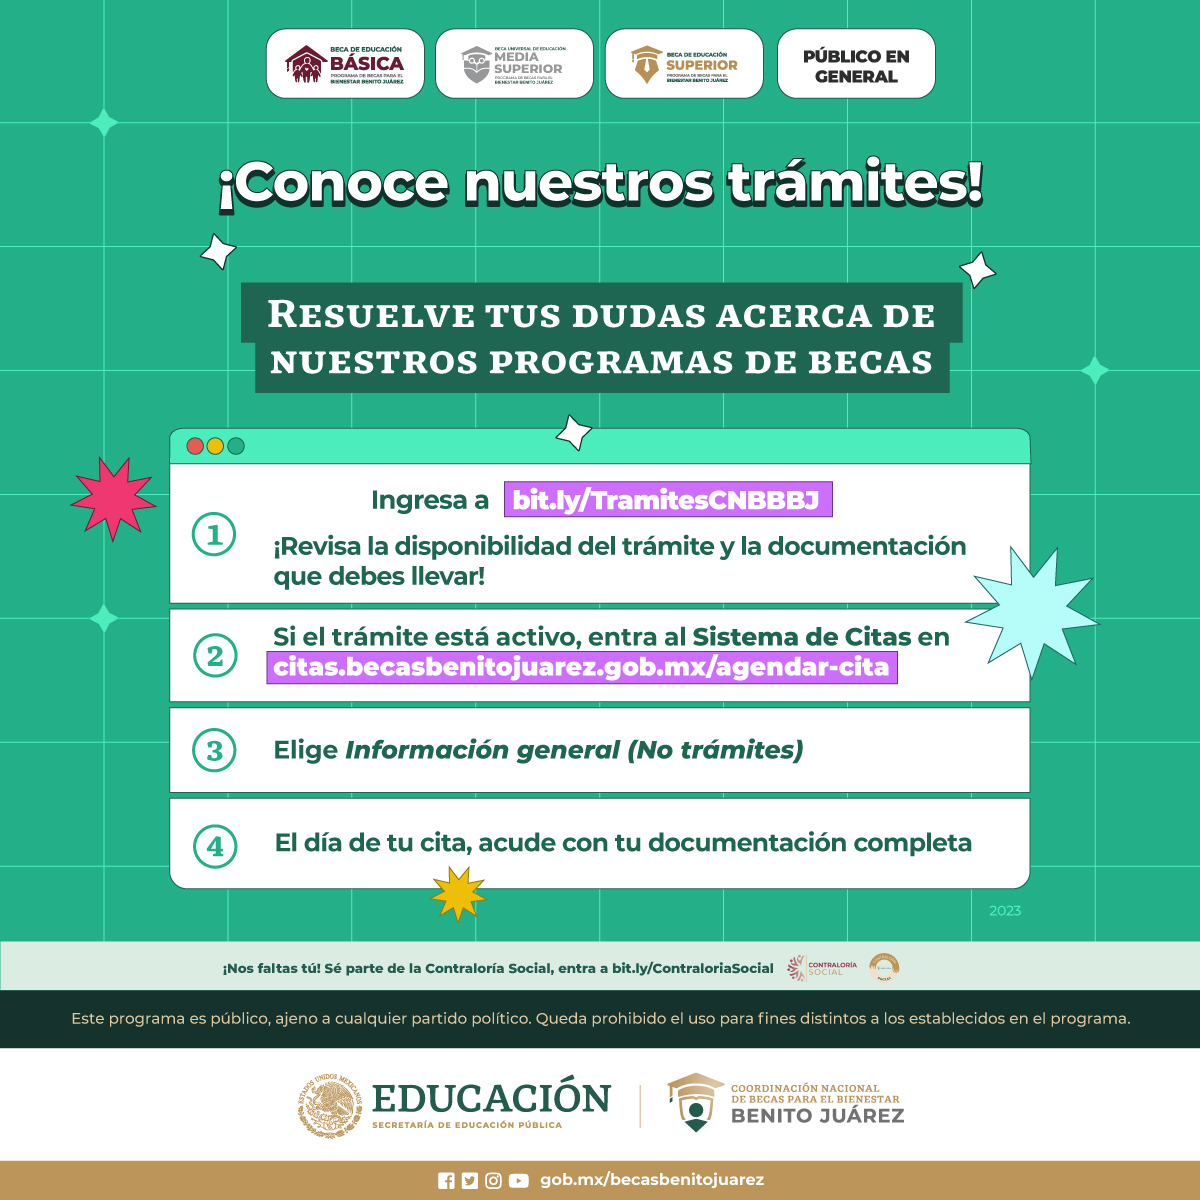 BECA DE EDUCACIÓN
BÁSICA
PROGRAMA DE BECAS PARA EL
BIENESTAR BENITO JUÁREZ
BECA UNIVERSAL DE EDUCACIÓN
MEDIA
SUPERIOR
PROGRAMA DE BECAS PARA EL
BIENESTAR BENITO JUÁREZ
BECA DE EDUCACIÓN
SUPERIOR
PROGRAMA DE BECAS PARA EL
BIENESTAR BENITO JUÁREZ
PÚBLICO EN
GENERAL
¡Conoce nuestros trámites!
RESUELVE TUS DUDAS ACERCA DE
NUESTROS PROGRAMAS DE BECAS
1
Ingresa a bit.ly/TramitesCNBBBJ
¡Revisa la disponibilidad del trámite y la documentación
que debes llevar!
2
Si el trámite está activo, entra al Sistema de Citas en
citas.becasbenitojuarez.gob.mx/agendar-cita
3
Elige Información general (No trámites)
4
El día de tu cita, acude con tu documentación completa
2023
¡Nos faltas tú! Sé parte de la Contraloría Social, entra a bit.ly/ContraloriaSocial
CONTRALORÍA
SOCIAL
Este programa es público, ajeno a cualquier partido político. Queda prohibido el uso para fines distintos a los establecidos en el programa.
ESTADOS UNIDOS MEXICANOS
EDUCACIÓN
SECRETARÍA DE EDUCACIÓN PÚBLICA
COORDINACIÓN NACIONAL
DE BECAS PARA EL BIENESTAR
BENITO JUÁREZ
gob.mx/becasbenitojuarez